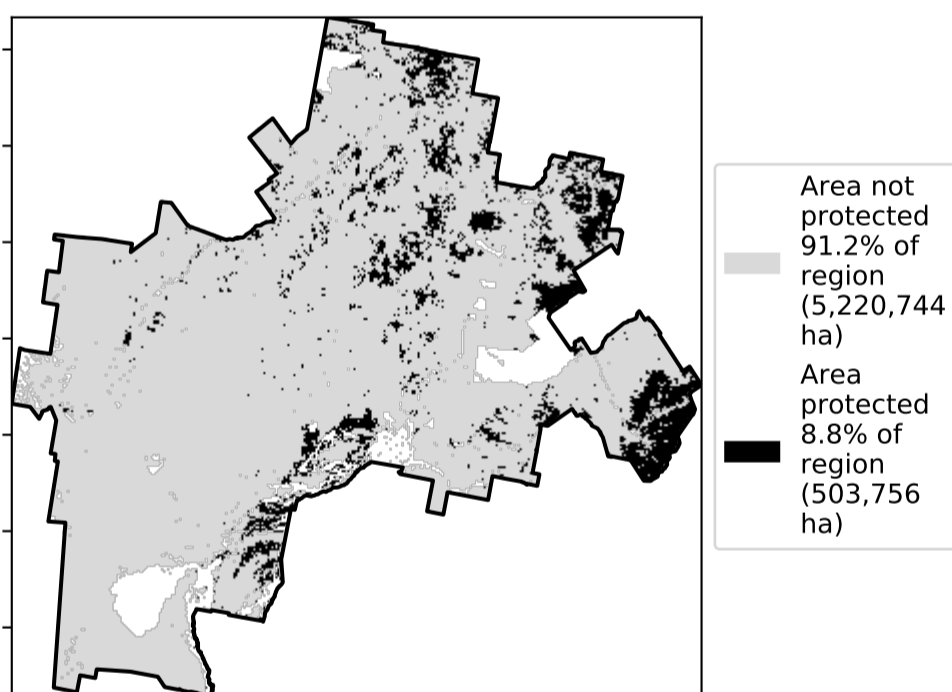 Area not
protected
91.2% of
region
(5,220,744
ha)
Area
protected
8.8% of
region
(503,756
ha)